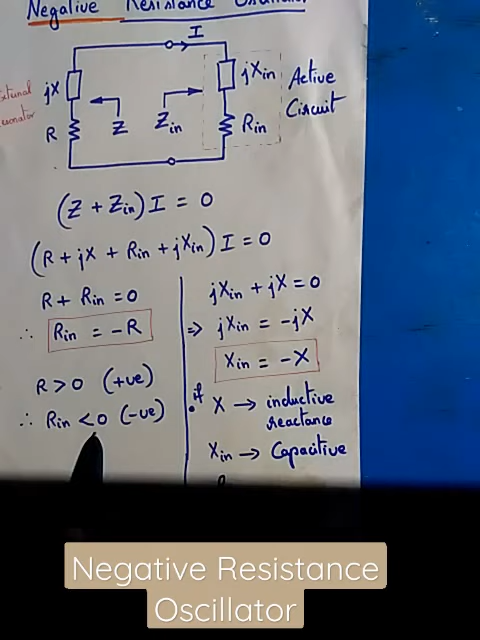 Negative Resistance Oscillator
I
jX
jXin
Active
Circuit
R
Z
Zin
Rin
(Z + Zin) I = 0
(R + jX + Rin + jXin) I = 0
R + Rin = 0
∴ Rin = -R
R > 0 (+ve)
∴ Rin < 0 (-ve)
jXin + jX = 0
⇒ jXin = -jX
Xin = -X
• if X → inductive
reactance
Xin → Capacitive
Negative Resistance
Oscillator